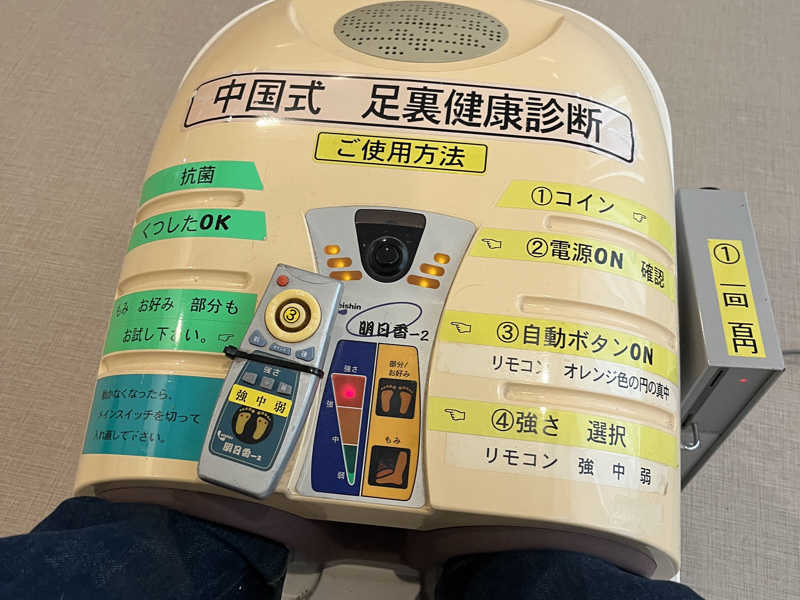 中国式 足裏健康診断
ご使用方法
抗菌
くつしたOK
もみ お好み 部分も
お試し下さい。☞
動かなくなったら、
メインスイッチを切って
入れ直して下さい。
①コイン ☞
☜ ②電源ON 確認
☜ ③自動ボタンON
リモコン オレンジ色の円の真中
☜ ④強さ 選択
リモコン 強 中 弱
①
一回 百円
明日香-2
強さ
強
中
弱
部分/
お好み
もみ
③
強さ
強 中 弱
明日香-2